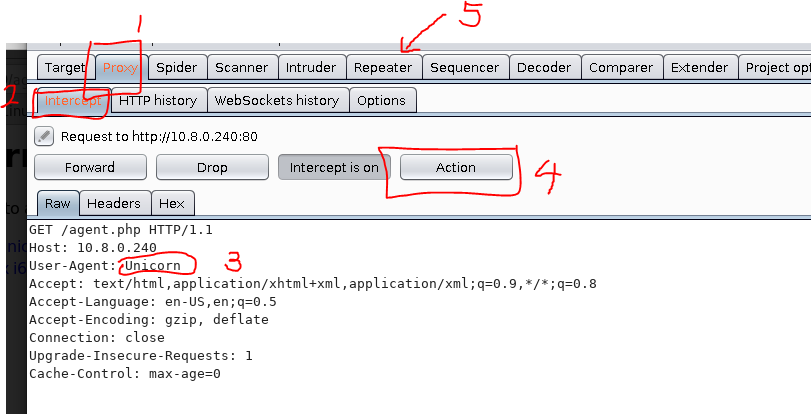 1
5
Target Proxy Spider Scanner Intruder Repeater Sequencer Decoder Comparer Extender Project opt
2 Intercept HTTP history WebSockets history Options
Request to http://10.8.0.240:80
Forward Drop Intercept is on Action 4
Raw Headers Hex
GET /agent.php HTTP/1.1
Host: 10.8.0.240
User-Agent: Unicorn 3
Accept: text/html,application/xhtml+xml,application/xml;q=0.9,*/*;q=0.8
Accept-Language: en-US,en;q=0.5
Accept-Encoding: gzip, deflate
Connection: close
Upgrade-Insecure-Requests: 1
Cache-Control: max-age=0